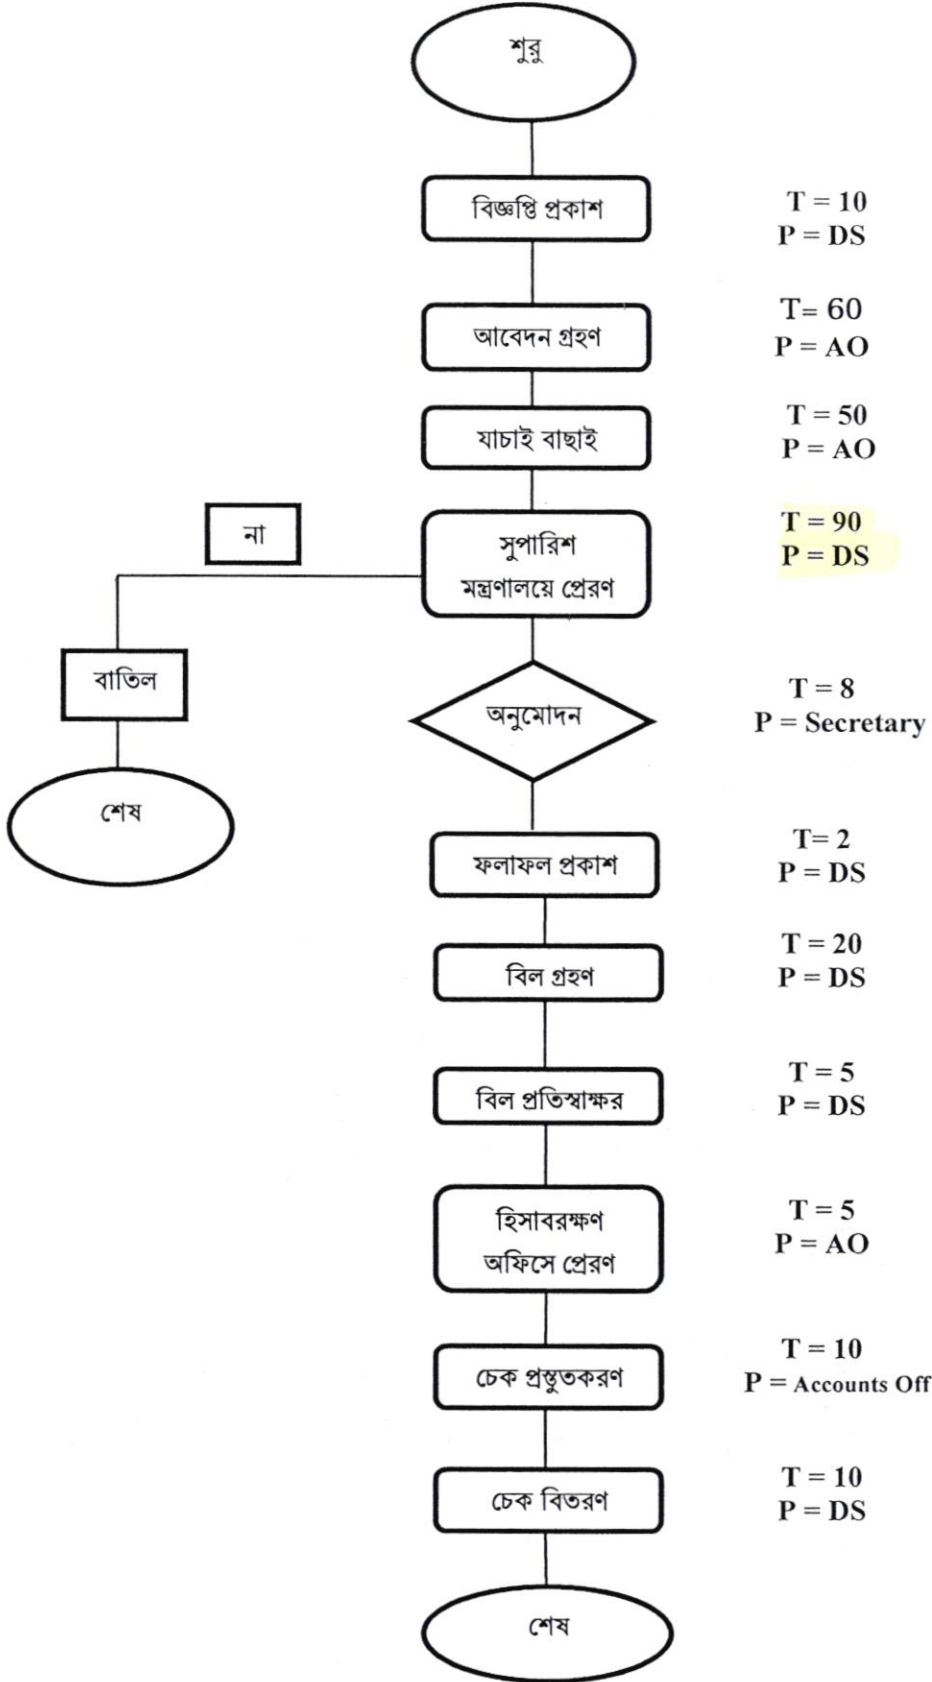 শুরু
বিজ্ঞপ্তি প্রকাশ
T = 10
P = DS
আবেদন গ্রহণ
T= 60
P = AO
যাচাই বাছাই
T = 50
P = AO
না
সুপারিশ
মন্ত্রণালয়ে প্রেরণ
T = 90
P = DS
বাতিল
শেষ
অনুমোদন
T = 8
P = Secretary
ফলাফল প্রকাশ
T= 2
P = DS
বিল গ্রহণ
T = 20
P = DS
বিল প্রতিস্বাক্ষর
T = 5
P = DS
হিসাবরক্ষণ
অফিসে প্রেরণ
T = 5
P = AO
চেক প্রস্তুতকরণ
T = 10
P = Accounts Off
চেক বিতরণ
T = 10
P = DS
শেষ